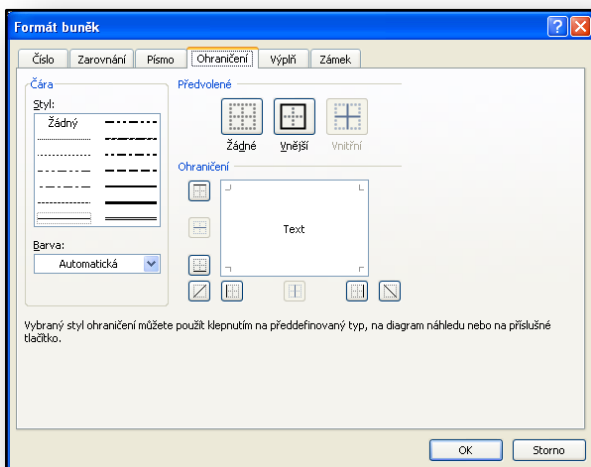 Formát buněk
Číslo Zarovnání Písmo Ohraničení Výplň Zámek
Čára
Styl:
Žádný
Barva:
Automatická
Předvolené
Žádné Vnější Vnitřní
Ohraničení
Text
Vybraný styl ohraničení můžete použít klepnutím na předdefinovaný typ, na diagram náhledu nebo na příslušné
tlačítko.
OK Storno